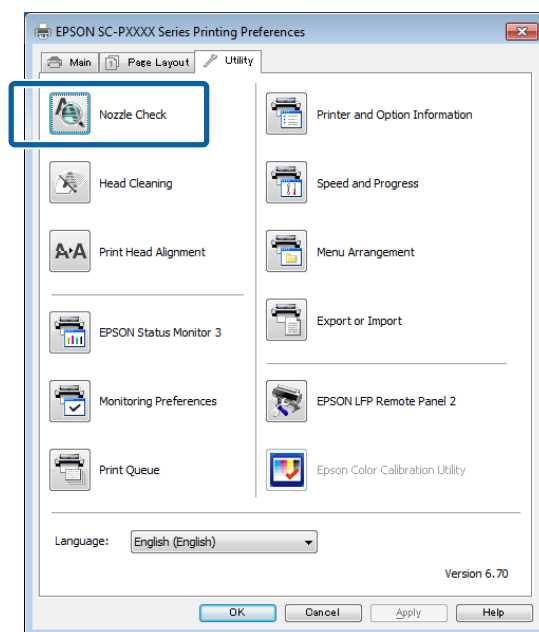 EPSON SC-PXXXX Series Printing Preferences
Main
Page Layout
Utility
Nozzle Check
Printer and Option Information
Head Cleaning
Speed and Progress
A A Print Head Alignment
Menu Arrangement
EPSON Status Monitor 3
Export or Import
Monitoring Preferences
EPSON LFP Remote Panel 2
Print Queue
Epson Color Calibration Utility
Language: English (English)
Version 6.70
OK Cancel Apply Help